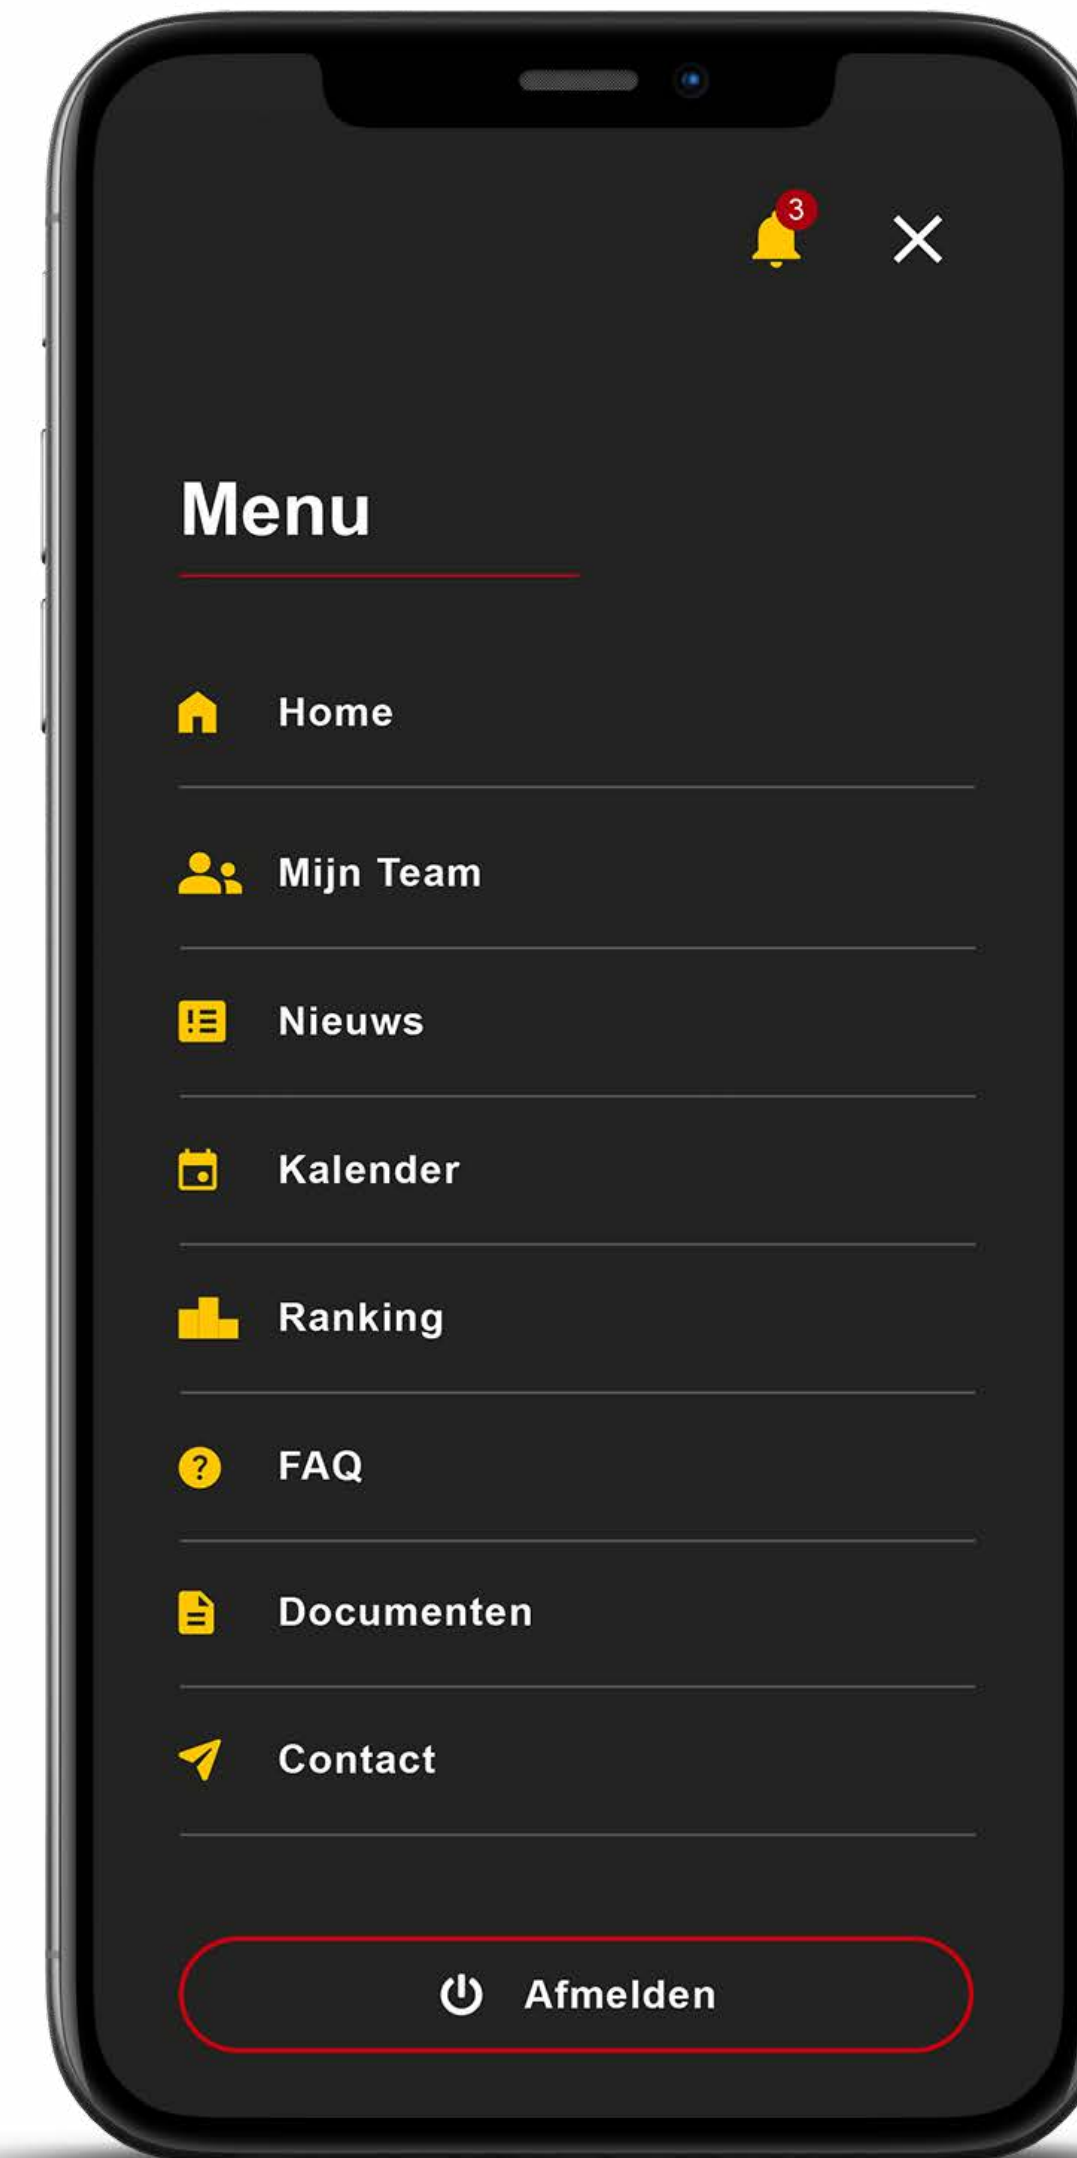 3
Menu
Home
Mijn Team
Nieuws
Kalender
Ranking
FAQ
Documenten
Contact
Afmelden